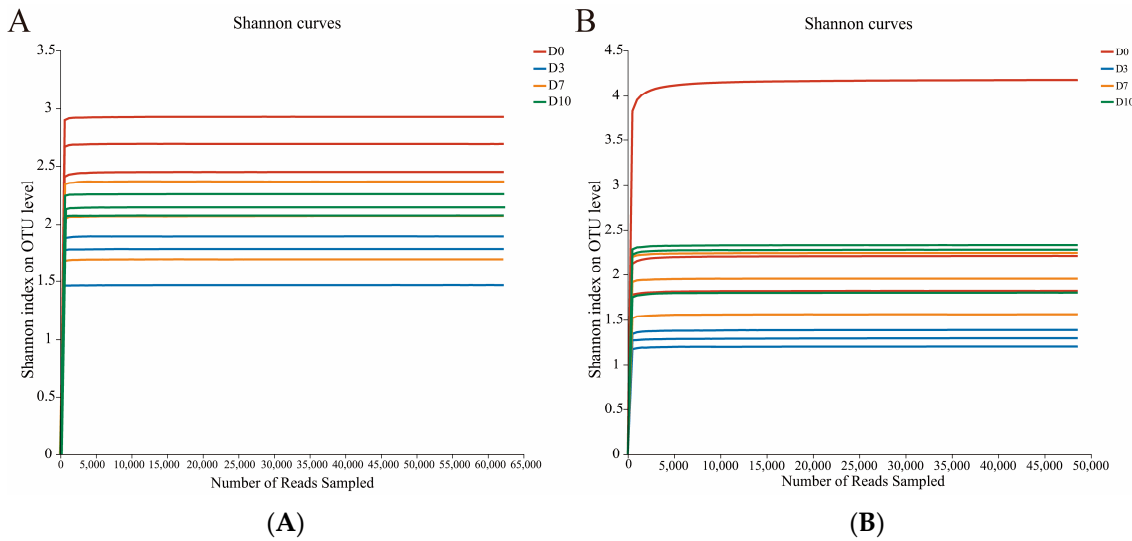 A
Shannon curves
3.5
3
2.5
2
1.5
1
0.5
0
Shannon index on OTU level
0 5,000 10,000 15,000 20,000 25,000 30,000 35,000 40,000 45,000 50,000 55,000 60,000 65,000
Number of Reads Sampled
D0
D3
D7
D10
(A)
B
Shannon curves
4.5
4
3.5
3
2.5
2
1.5
1
0.5
0
Shannon index on OTU level
0 5,000 10,000 15,000 20,000 25,000 30,000 35,000 40,000 45,000 50,000
Number of Reads Sampled
D0
D3
D7
D10
(B)